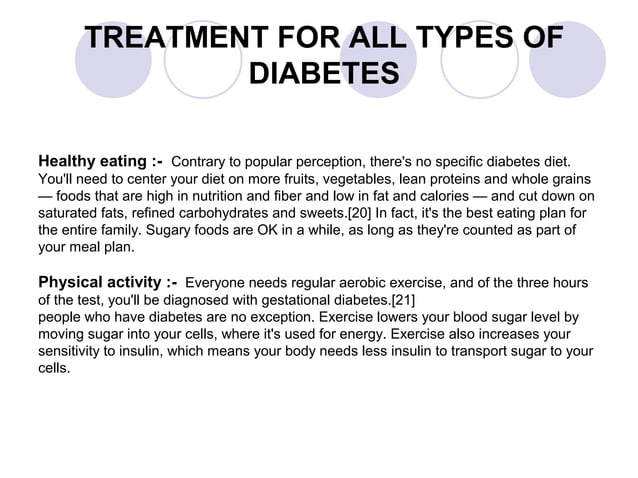 TREATMENT FOR ALL TYPES OF
DIABETES
Healthy eating :- Contrary to popular perception, there's no specific diabetes diet.
You'll need to center your diet on more fruits, vegetables, lean proteins and whole grains
— foods that are high in nutrition and fiber and low in fat and calories — and cut down on
saturated fats, refined carbohydrates and sweets.[20] In fact, it's the best eating plan for
the entire family. Sugary foods are OK in a while, as long as they're counted as part of
your meal plan.
Physical activity :- Everyone needs regular aerobic exercise, and of the three hours
of the test, you'll be diagnosed with gestational diabetes.[21]
people who have diabetes are no exception. Exercise lowers your blood sugar level by
moving sugar into your cells, where it's used for energy. Exercise also increases your
sensitivity to insulin, which means your body needs less insulin to transport sugar to your
cells.